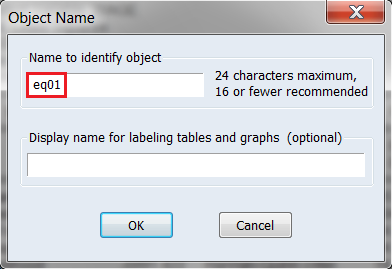 Object Name
Name to identify object
eq01
24 characters maximum,
16 or fewer recommended
Display name for labeling tables and graphs (optional)
OK
Cancel